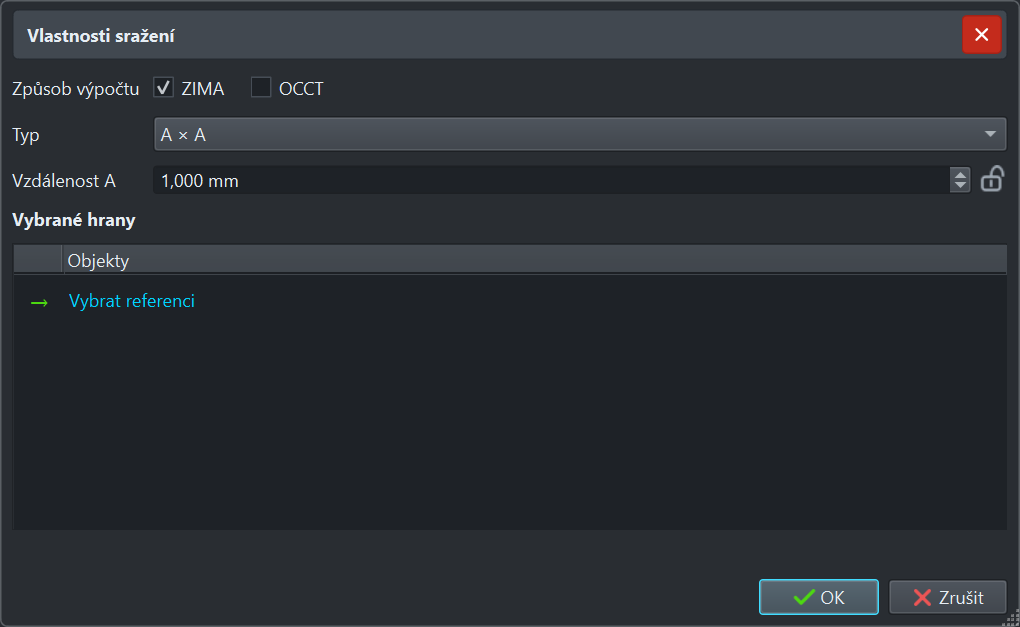 Vlastnosti sražení
Způsob výpočtu ZIMA OCCT
Typ A × A
Vzdálenost A 1,000 mm
Vybrané hrany
Objekty
Vybrat referenci
OK Zrušit